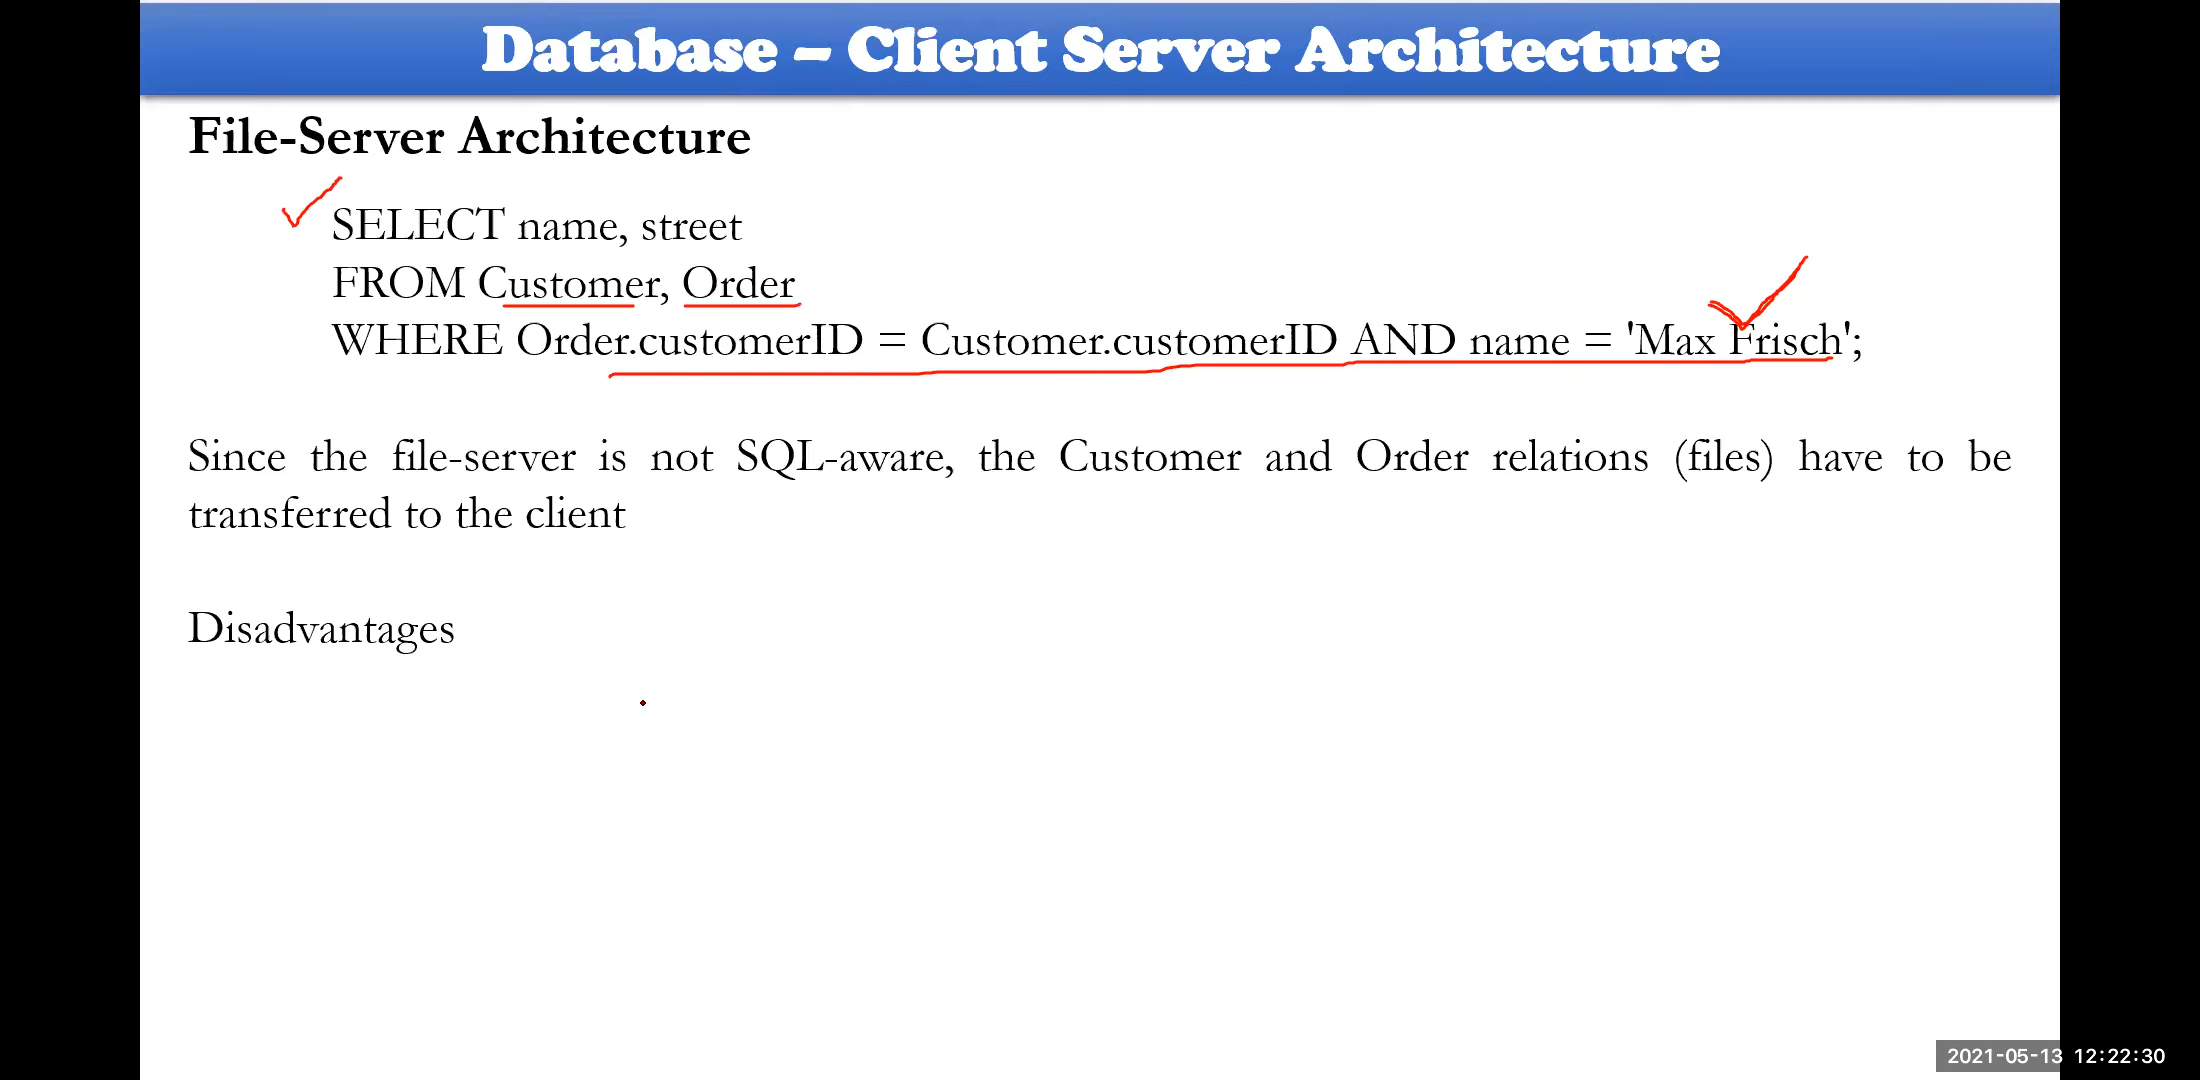 Database – Client Server Architecture
File-Server Architecture
SELECT name, street
FROM Customer, Order
WHERE Order.customerID = Customer.customerID AND name = 'Max Frisch';
Since the file-server is not SQL-aware, the Customer and Order relations (files) have to be
transferred to the client
Disadvantages
2021-05-13 12:22:30